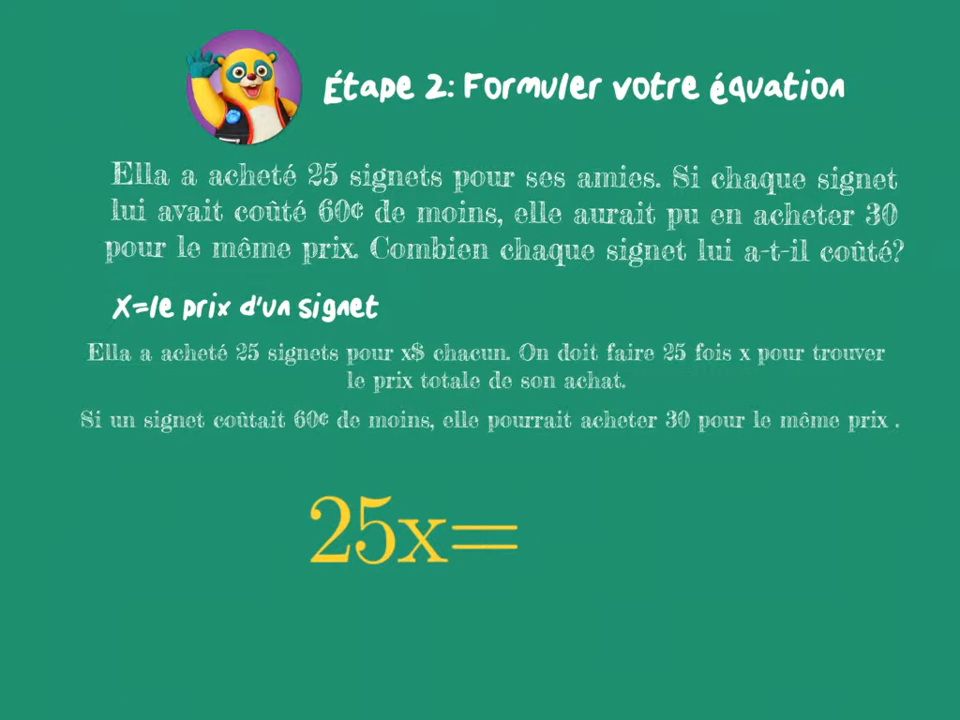 Étape 2: Formuler votre équation
Ella a acheté 25 signets pour ses amies. Si chaque signet
lui avait coûté 60¢ de moins, elle aurait pu en acheter 30
pour le même prix. Combien chaque signet lui a-t-il coûté?
X=le prix d'un signet
Ella a acheté 25 signets pour x$ chacun. On doit faire 25 fois x pour trouver
le prix totale de son achat.
Si un signet coûtait 60¢ de moins, elle pourrait acheter 30 pour le même prix .
25x=